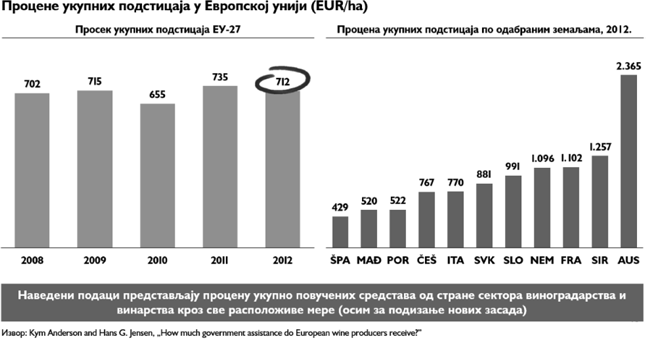 Процене укупних подстицаја у Европској унији (EUR/ha)
Просек укупних подстицаја ЕУ-27
702 715 655 735 712
2008 2009 2010 2011 2012
Процена укупних подстицаја по одабраним земаљама, 2012.
429 520 522 767 770 881 991 1.096 1.102 1.257 2.365
ŠPA MAĐ POR ČEŠ ITA SVK SLO NEM FRA SIR AUS
Наведени подаци представљају процену укупно повучених средстава од стране сектора виноградарства и
винарства кроз све расположиве мере (осим за подизање нових засада)
Извор: Kym Anderson and Hans G. Jensen, „How much government assistance do European wine producers receive?"